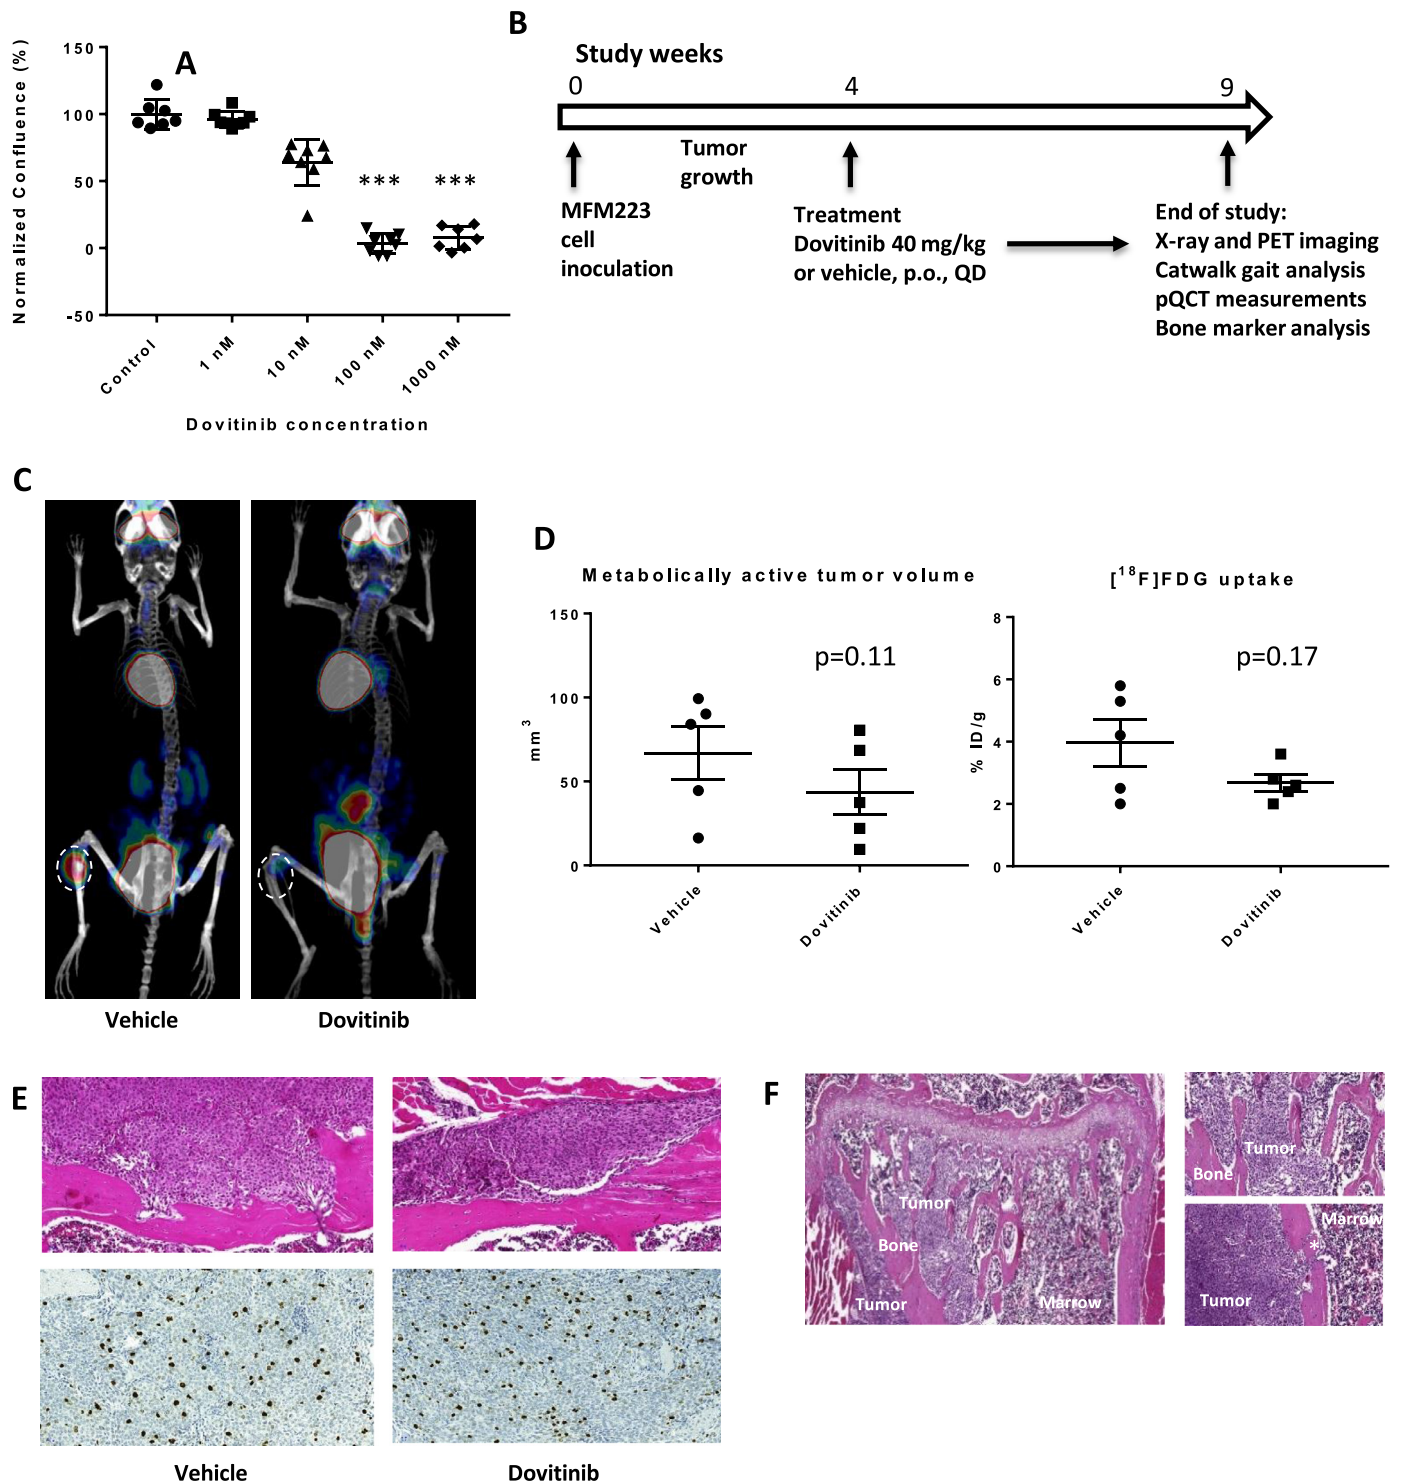 A
Normalized Confluence (%)
150
100
50
0
-50
***
***
Control
1 nM
10 nM
100 nM
1000 nM
Dovitinib concentration
B
Study weeks
0
4
9
Tumor
growth
MFM223
cell
inoculation
Treatment
Dovitinib 40 mg/kg
or vehicle, p.o., QD
End of study:
X-ray and PET imaging
Catwalk gait analysis
pQCT measurements
Bone marker analysis
C
Vehicle
Dovitinib
D
Metabolically active tumor volume
mm³
150
100
50
0
p=0.11
Vehicle
Dovitinib
[¹⁸F]FDG uptake
% ID/g
8
6
4
2
0
p=0.17
Vehicle
Dovitinib
E
Vehicle
Dovitinib
F
Tumor
Bone
Tumor
Marrow
Tumor
Bone
Marrow
*
Tumor